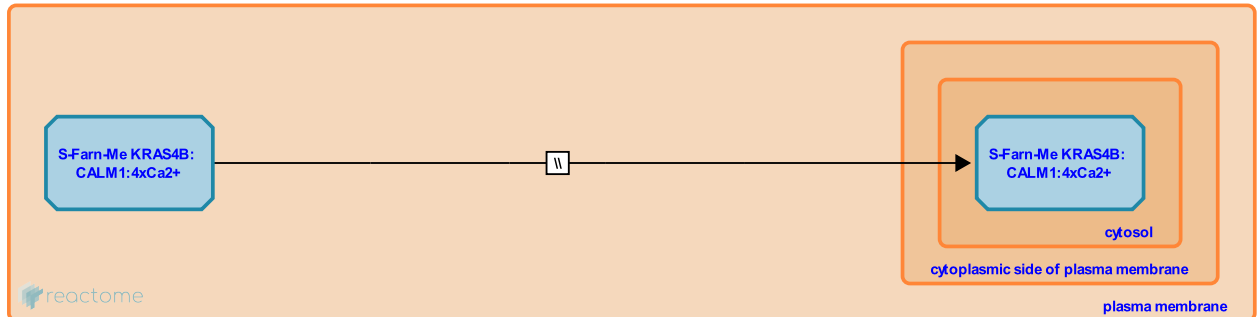 S-Farn-Me KRAS4B:
CALM1:4xCa2+
\\
S-Farn-Me KRAS4B:
CALM1:4xCa2+
cytosol
cytoplasmic side of plasma membrane
plasma membrane
reactome